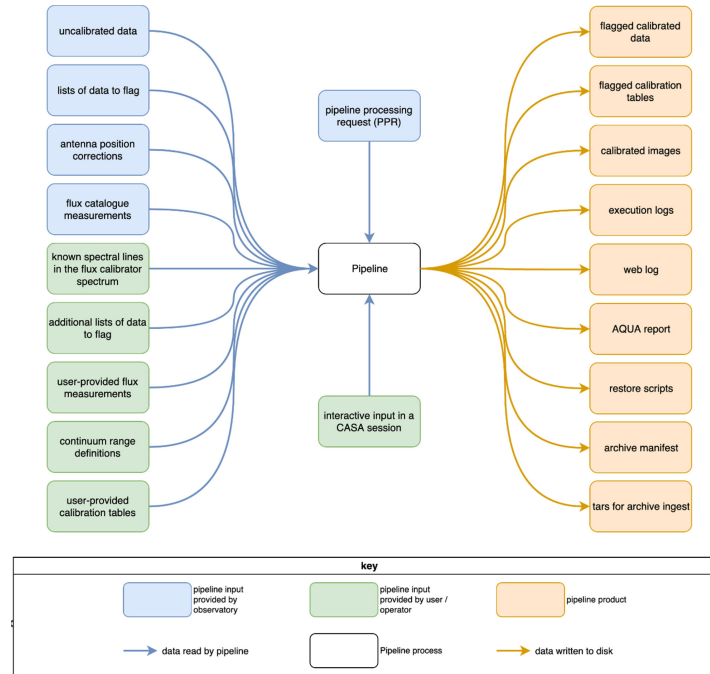 uncalibrated data
lists of data to flag
antenna position
corrections
flux catalogue
measurements
known spectral lines
in the flux calibrator
spectrum
additional lists of data
to flag
user-provided flux
measurements
continuum range
definitions
user-provided
calibration tables
pipeline processing
request (PPR)
Pipeline
interactive input in a
CASA session
flagged calibrated
data
flagged calibration
tables
calibrated images
execution logs
web log
AQUA report
restore scripts
archive manifest
tars for archive ingest
key
pipeline input
provided by
observatory
pipeline input
provided by user /
operator
pipeline product
data read by pipeline
Pipeline process
data written to disk